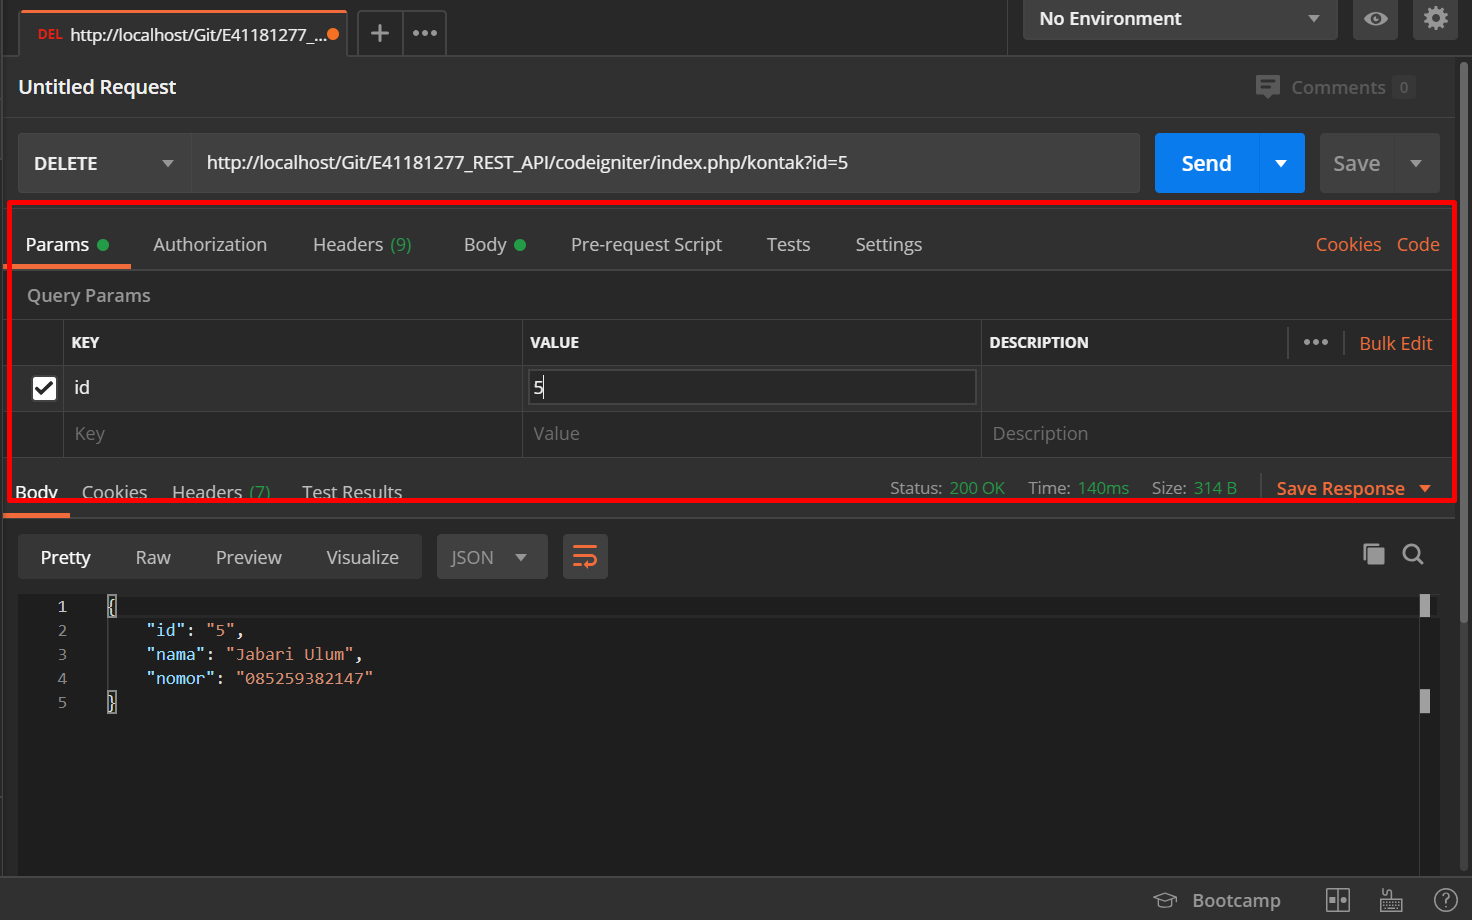 DEL http://localhost/Git/E41181277_...
No Environment
Untitled Request
Comments 0
DELETE http://localhost/Git/E41181277_REST_API/codeigniter/index.php/kontak?id=5 Send Save
Params Authorization Headers (9) Body Pre-request Script Tests Settings Cookies Code
Query Params
KEY VALUE DESCRIPTION ••• Bulk Edit
id 5
Key Value Description
Body Cookies Headers (7) Test Results Status: 200 OK Time: 140ms Size: 314 B Save Response
Pretty Raw Preview Visualize JSON
1 {
2 "id": "5",
3 "nama": "Jabari Ulum",
4 "nomor": "085259382147"
5 }
Bootcamp